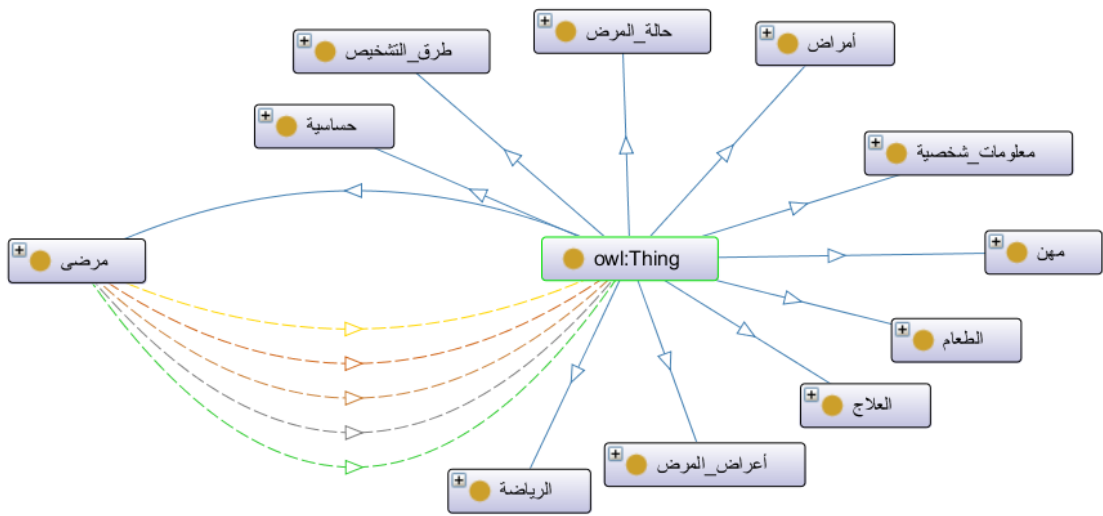 حالة_المرض
أمراض
طرق_التشخيص
حساسية
معلومات_شخصية
مرضى
owl:Thing
مهن
الطعام
العلاج
أعراض_المرض
الرياضة